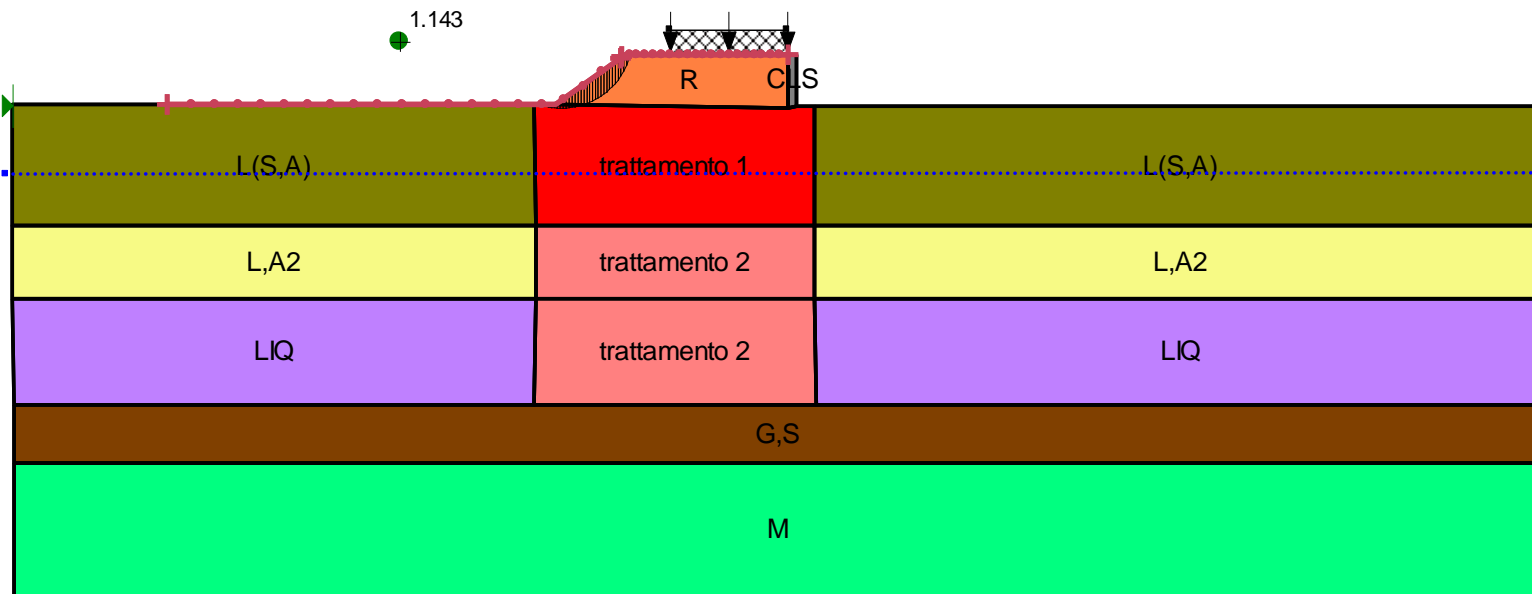 1.143
R CLS
L(S,A) trattamento 1 L(S,A)
L,A2 trattamento 2 L,A2
LIQ trattamento 2 LIQ
G,S
M